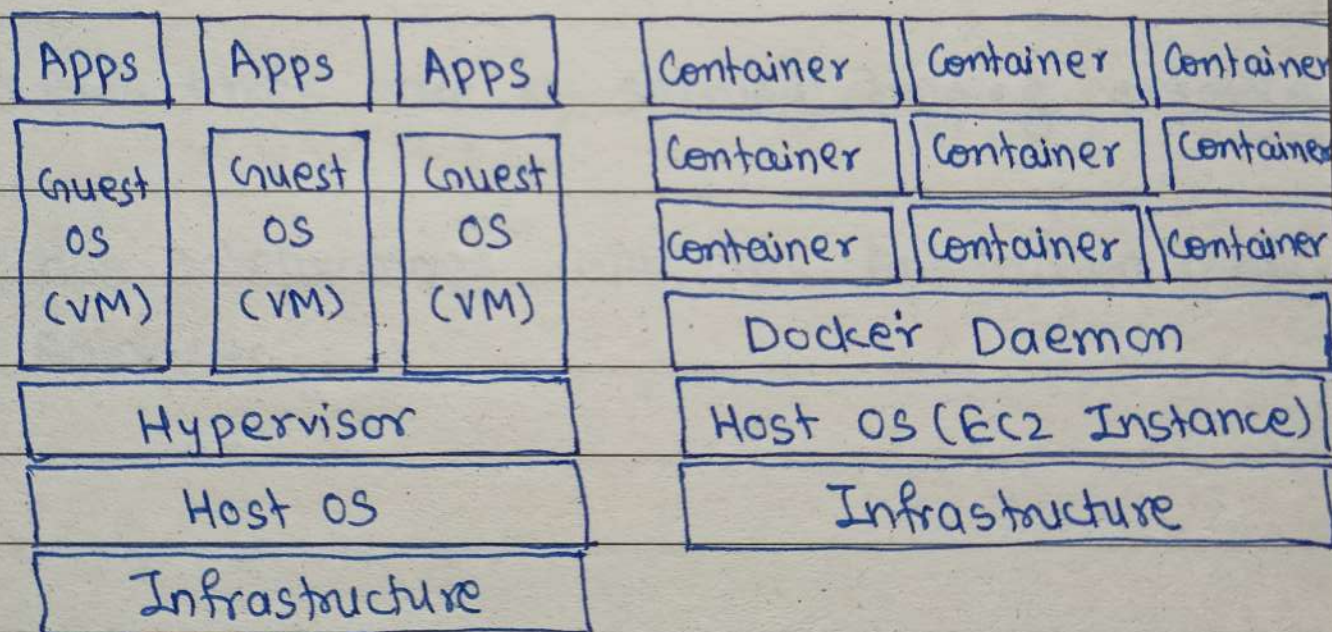 Apps Apps Apps
Guest Guest Guest
OS OS OS
(VM) (VM) (VM)
Hypervisor
Host OS
Infrastructure
Container Container Container
Container Container Container
Container Container Container
Docker Daemon
Host OS (EC2 Instance)
Infrastructure